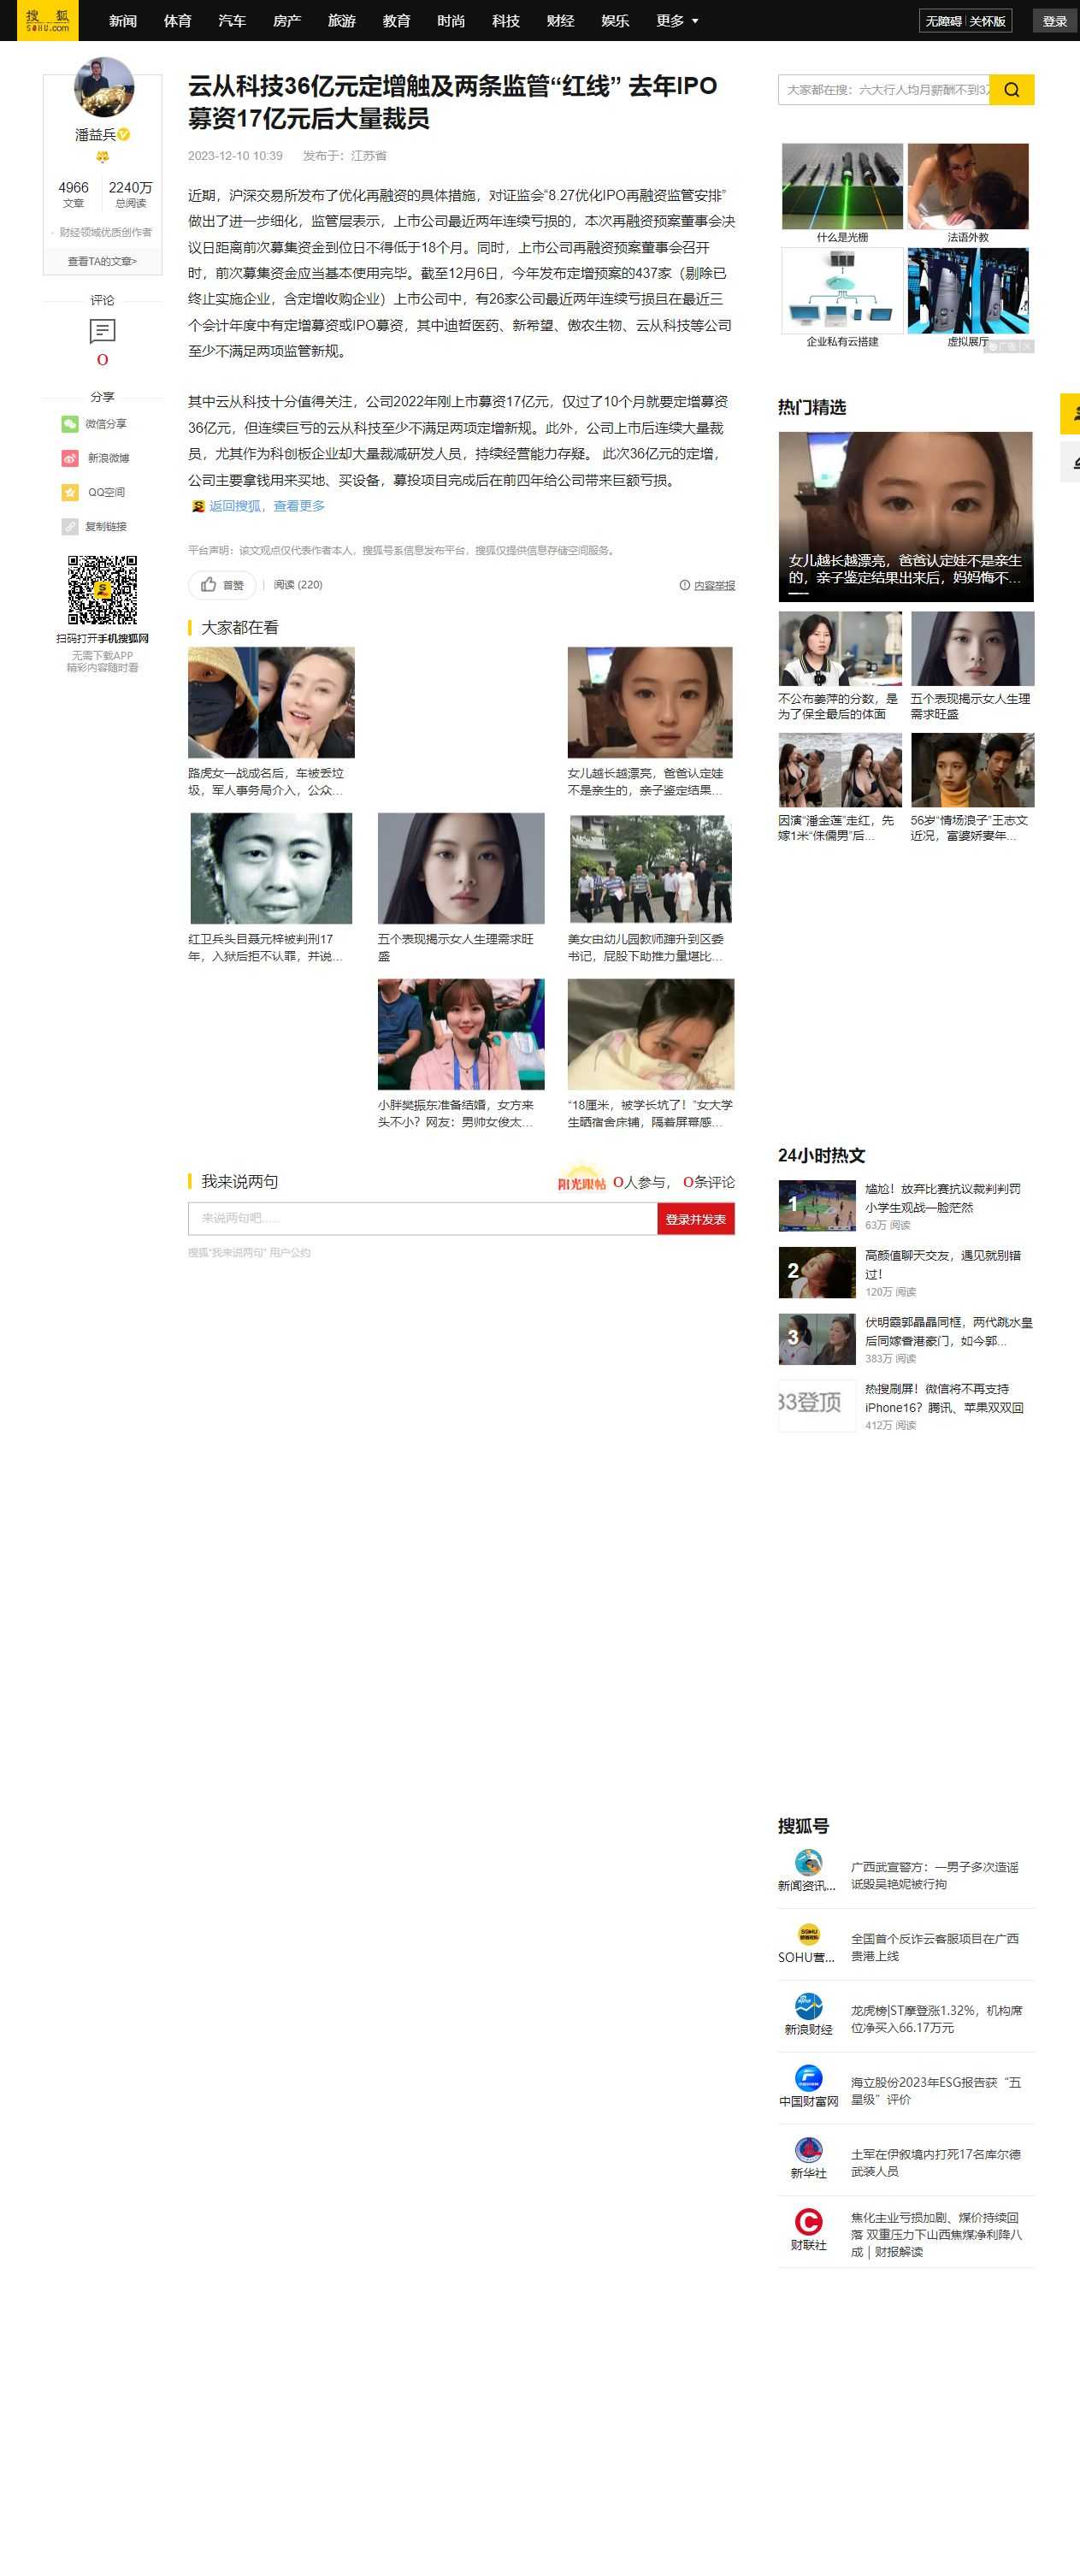 搜 狐
SOHU.com
新闻 体育 汽车 房产 旅游 教育 时尚 科技 财经 娱乐 更多
无障碍 关怀版
登录
潘益兵
4966 2240万
文章 总阅读
· 财经领域优质创作者
查看TA的文章>
评论
0
分享
微信分享
新浪微博
QQ空间
复制链接
扫码打开手机搜狐网
无需下载APP
精彩内容随时看
云从科技36亿元定增触及两条监管“红线” 去年IPO
募资17亿元后大量裁员
2023-12-10 10:39 发布于：江苏省
近期，沪深交易所发布了优化再融资的具体措施，对证监会“8.27优化IPO再融资监管安排”
做出了进一步细化，监管层表示，上市公司最近两年连续亏损的，本次再融资预案董事会决
议日距离前次募集资金到位日不得低于18个月。同时，上市公司再融资预案董事会召开
时，前次募集资金应当基本使用完毕。截至12月6日，今年发布定增预案的437家（剔除已
终止实施企业，含定增收购企业）上市公司中，有26家公司最近两年连续亏损且在最近三
个会计年度中有定增募资或IPO募资，其中迪哲医药、新希望、傲农生物、云从科技等公司
至少不满足两项监管新规。
其中云从科技十分值得关注，公司2022年刚上市募资17亿元，仅过了10个月就要定增募资
36亿元，但连续巨亏的云从科技至少不满足两项定增新规。此外，公司上市后连续大量裁
员，尤其作为科创板企业却大量裁减研发人员，持续经营能力存疑。 此次36亿元的定增，
公司主要拿钱用来买地、买设备，募投项目完成后在前四年给公司带来巨额亏损。
返回搜狐，查看更多
平台声明：该文观点仅代表作者本人，搜狐号系信息发布平台，搜狐仅提供信息存储空间服务。
首赞 阅读 (220)
内容举报
大家都在看
路虎女一战成名后，车被丢垃
圾，军人事务局介入，公众...
女儿越长越漂亮，爸爸认定娃
不是亲生的，亲子鉴定结果...
红卫兵头目聂元梓被判刑17
年，入狱后拒不认罪，并说...
五个表现揭示女人生理需求旺
盛
美女由幼儿园教师蹿升到区委
书记，屁股下助推力量堪比...
小胖樊振东准备结婚，女方来
头不小？网友：男帅女俊太...
“18厘米，被学长坑了！”女大学
生晒宿舍床铺，隔着屏幕感...
我来说两句
阳光跟帖 0人参与， 0条评论
来说两句吧......
登录并发表
搜狐“我来说两句” 用户公约
大家都在搜：六大行人均月薪酬不到3万
什么是光栅
法语外教
企业私有云搭建
虚拟展厅
热门精选
女儿越长越漂亮，爸爸认定娃不是亲生
的，亲子鉴定结果出来后，妈妈悔不...
不公布姜萍的分数，是
为了保全最后的体面
五个表现揭示女人生理
需求旺盛
因演“潘金莲”走红，先
嫁1米“侏儒男”后...
56岁“情场浪子”王志文
近况，富婆娇妻年...
24小时热文
1
尴尬！放弃比赛抗议裁判判罚
小学生观战一脸茫然
63万 阅读
2
高颜值聊天交友，遇见就别错
过！
120万 阅读
3
伏明霞郭晶晶同框，两代跳水皇
后同嫁香港豪门，如今郭...
383万 阅读
33登顶
热搜刷屏！微信将不再支持
iPhone16？腾讯、苹果双双回
412万 阅读
搜狐号
新闻资讯...
广西武宣警方：一男子多次造谣
诋毁吴艳妮被行拘
SOHU营...
全国首个反诈云客服项目在广西
贵港上线
新浪财经
龙虎榜|ST摩登涨1.32%，机构席
位净买入66.17万元
中国财富网
海立股份2023年ESG报告获“五
星级”评价
新华社
土军在伊叙境内打死17名库尔德
武装人员
财联社
焦化主业亏损加剧、煤价持续回
落 双重压力下山西焦煤净利降八
成｜财报解读